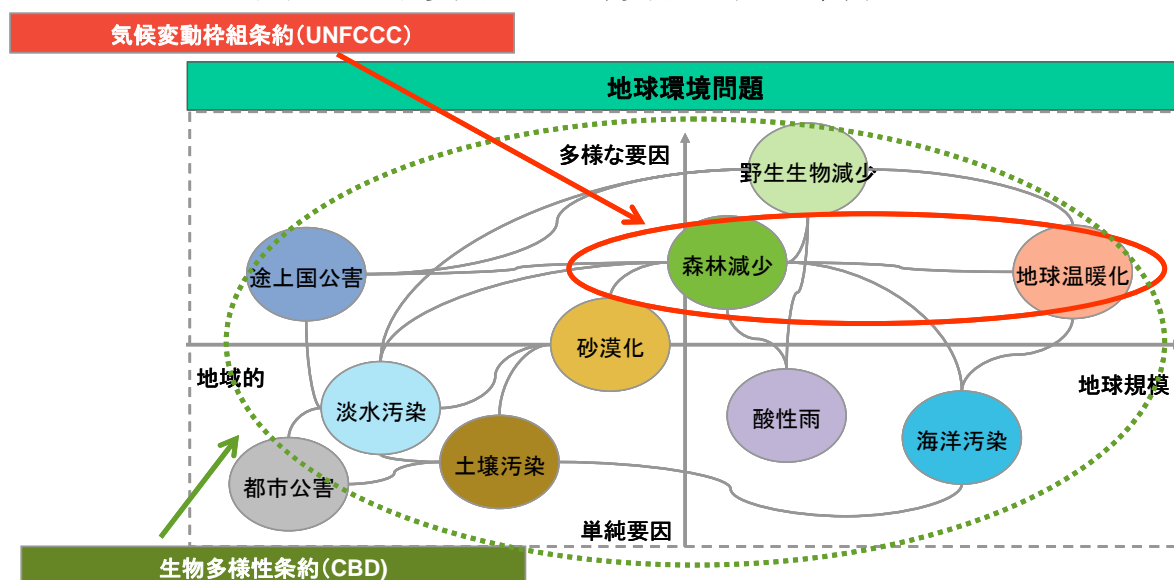 気候変動枠組条約(UNFCCC)
地球環境問題
多様な要因
野生生物減少
途上国公害
森林減少
地球温暖化
砂漠化
地域的
地球規模
淡水汚染
酸性雨
海洋汚染
土壌汚染
都市公害
単純要因
生物多様性条約(CBD)